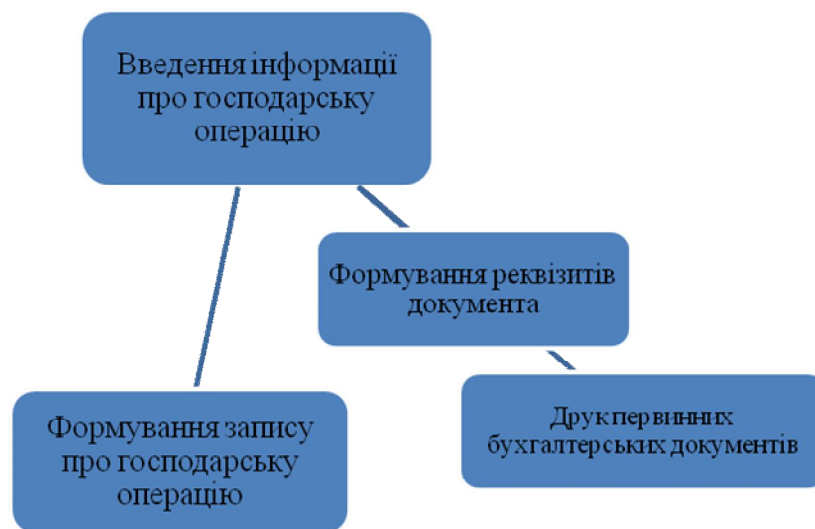 Введення інформації
про господарську
операцію
Формування реквізитів
документа
Формування запису
про господарську
операцію
Друк первинних
бухгалтерських документів